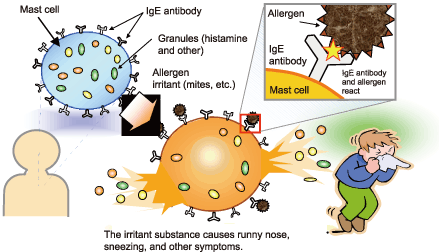 Mast cell
IgE antibody
Granules (histamine
and other)
Allergen
irritant (mites, etc.)
Allergen
IgE
antibody
Mast cell
IgE antibody
and allergen
react
The irritant substance causes runny nose,
sneezing, and other symptoms.